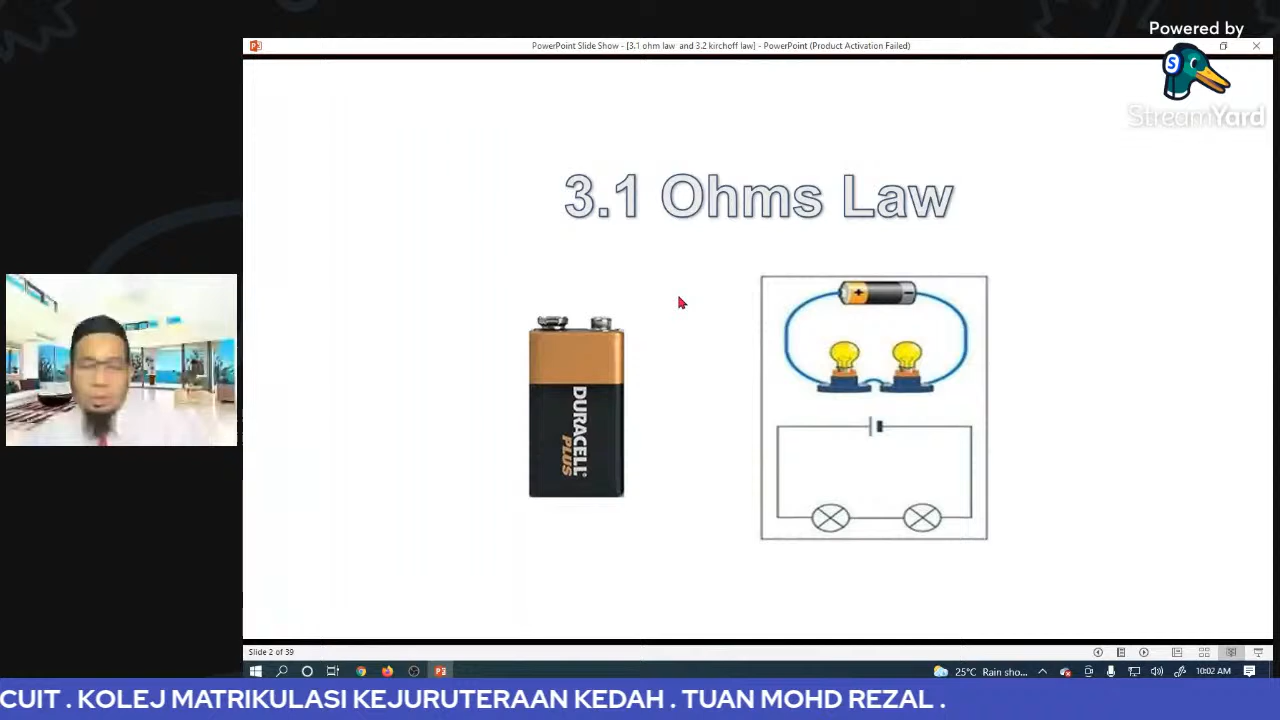 Powered by
StreamYard
PowerPoint Slide Show - [3.1 ohm law and 3.2 kirchoff law] - PowerPoint (Product Activation Failed)
3.1 Ohms Law
DURACELL
PLUS
Slide 2 of 39
25°C Rain sho...
10:02 AM
CUIT . KOLEJ MATRIKULASI KEJURUTERAAN KEDAH . TUAN MOHD REZAL .